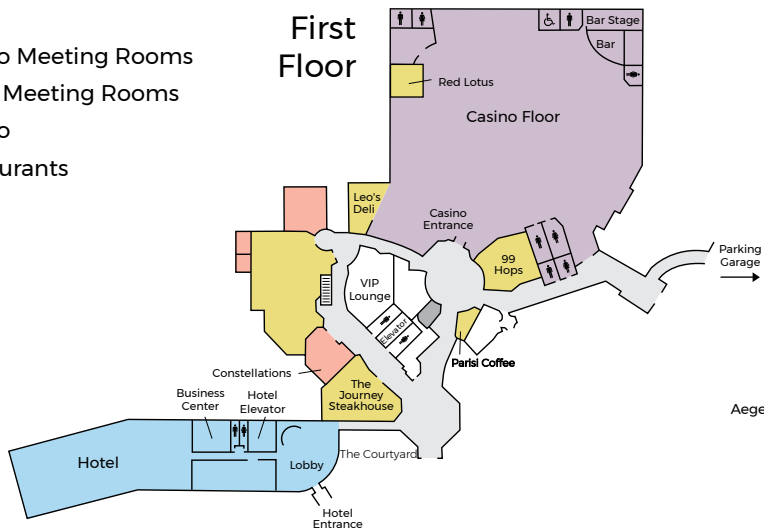 First
Floor
o Meeting Rooms
Meeting Rooms
o
urants
Bar Stage
Bar
Red Lotus
Casino Floor
Leo's
Deli
Casino
Entrance
99
Hops
Parking
Garage
VIP
Lounge
Elevator
Parisi Coffee
Constellations
The
Journey
Steakhouse
Business
Center
Hotel
Elevator
Aege
Hotel
Lobby
The Courtyard
Hotel
Entrance